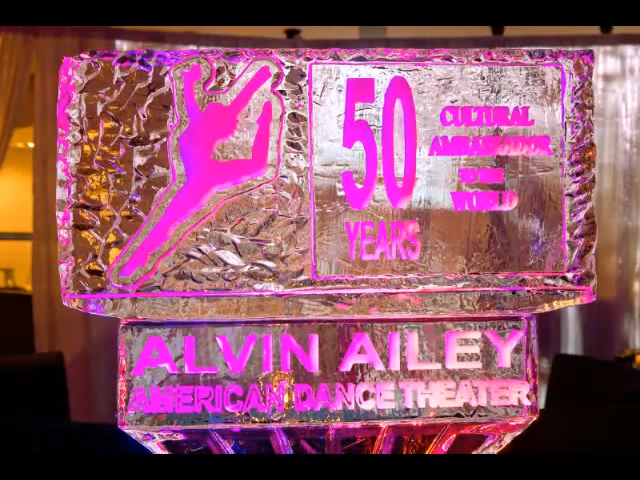 50
YEARS
CULTURAL
AMBASSADOR
TO THE
WORLD
ALVIN AILEY
AMERICAN DANCE THEATER